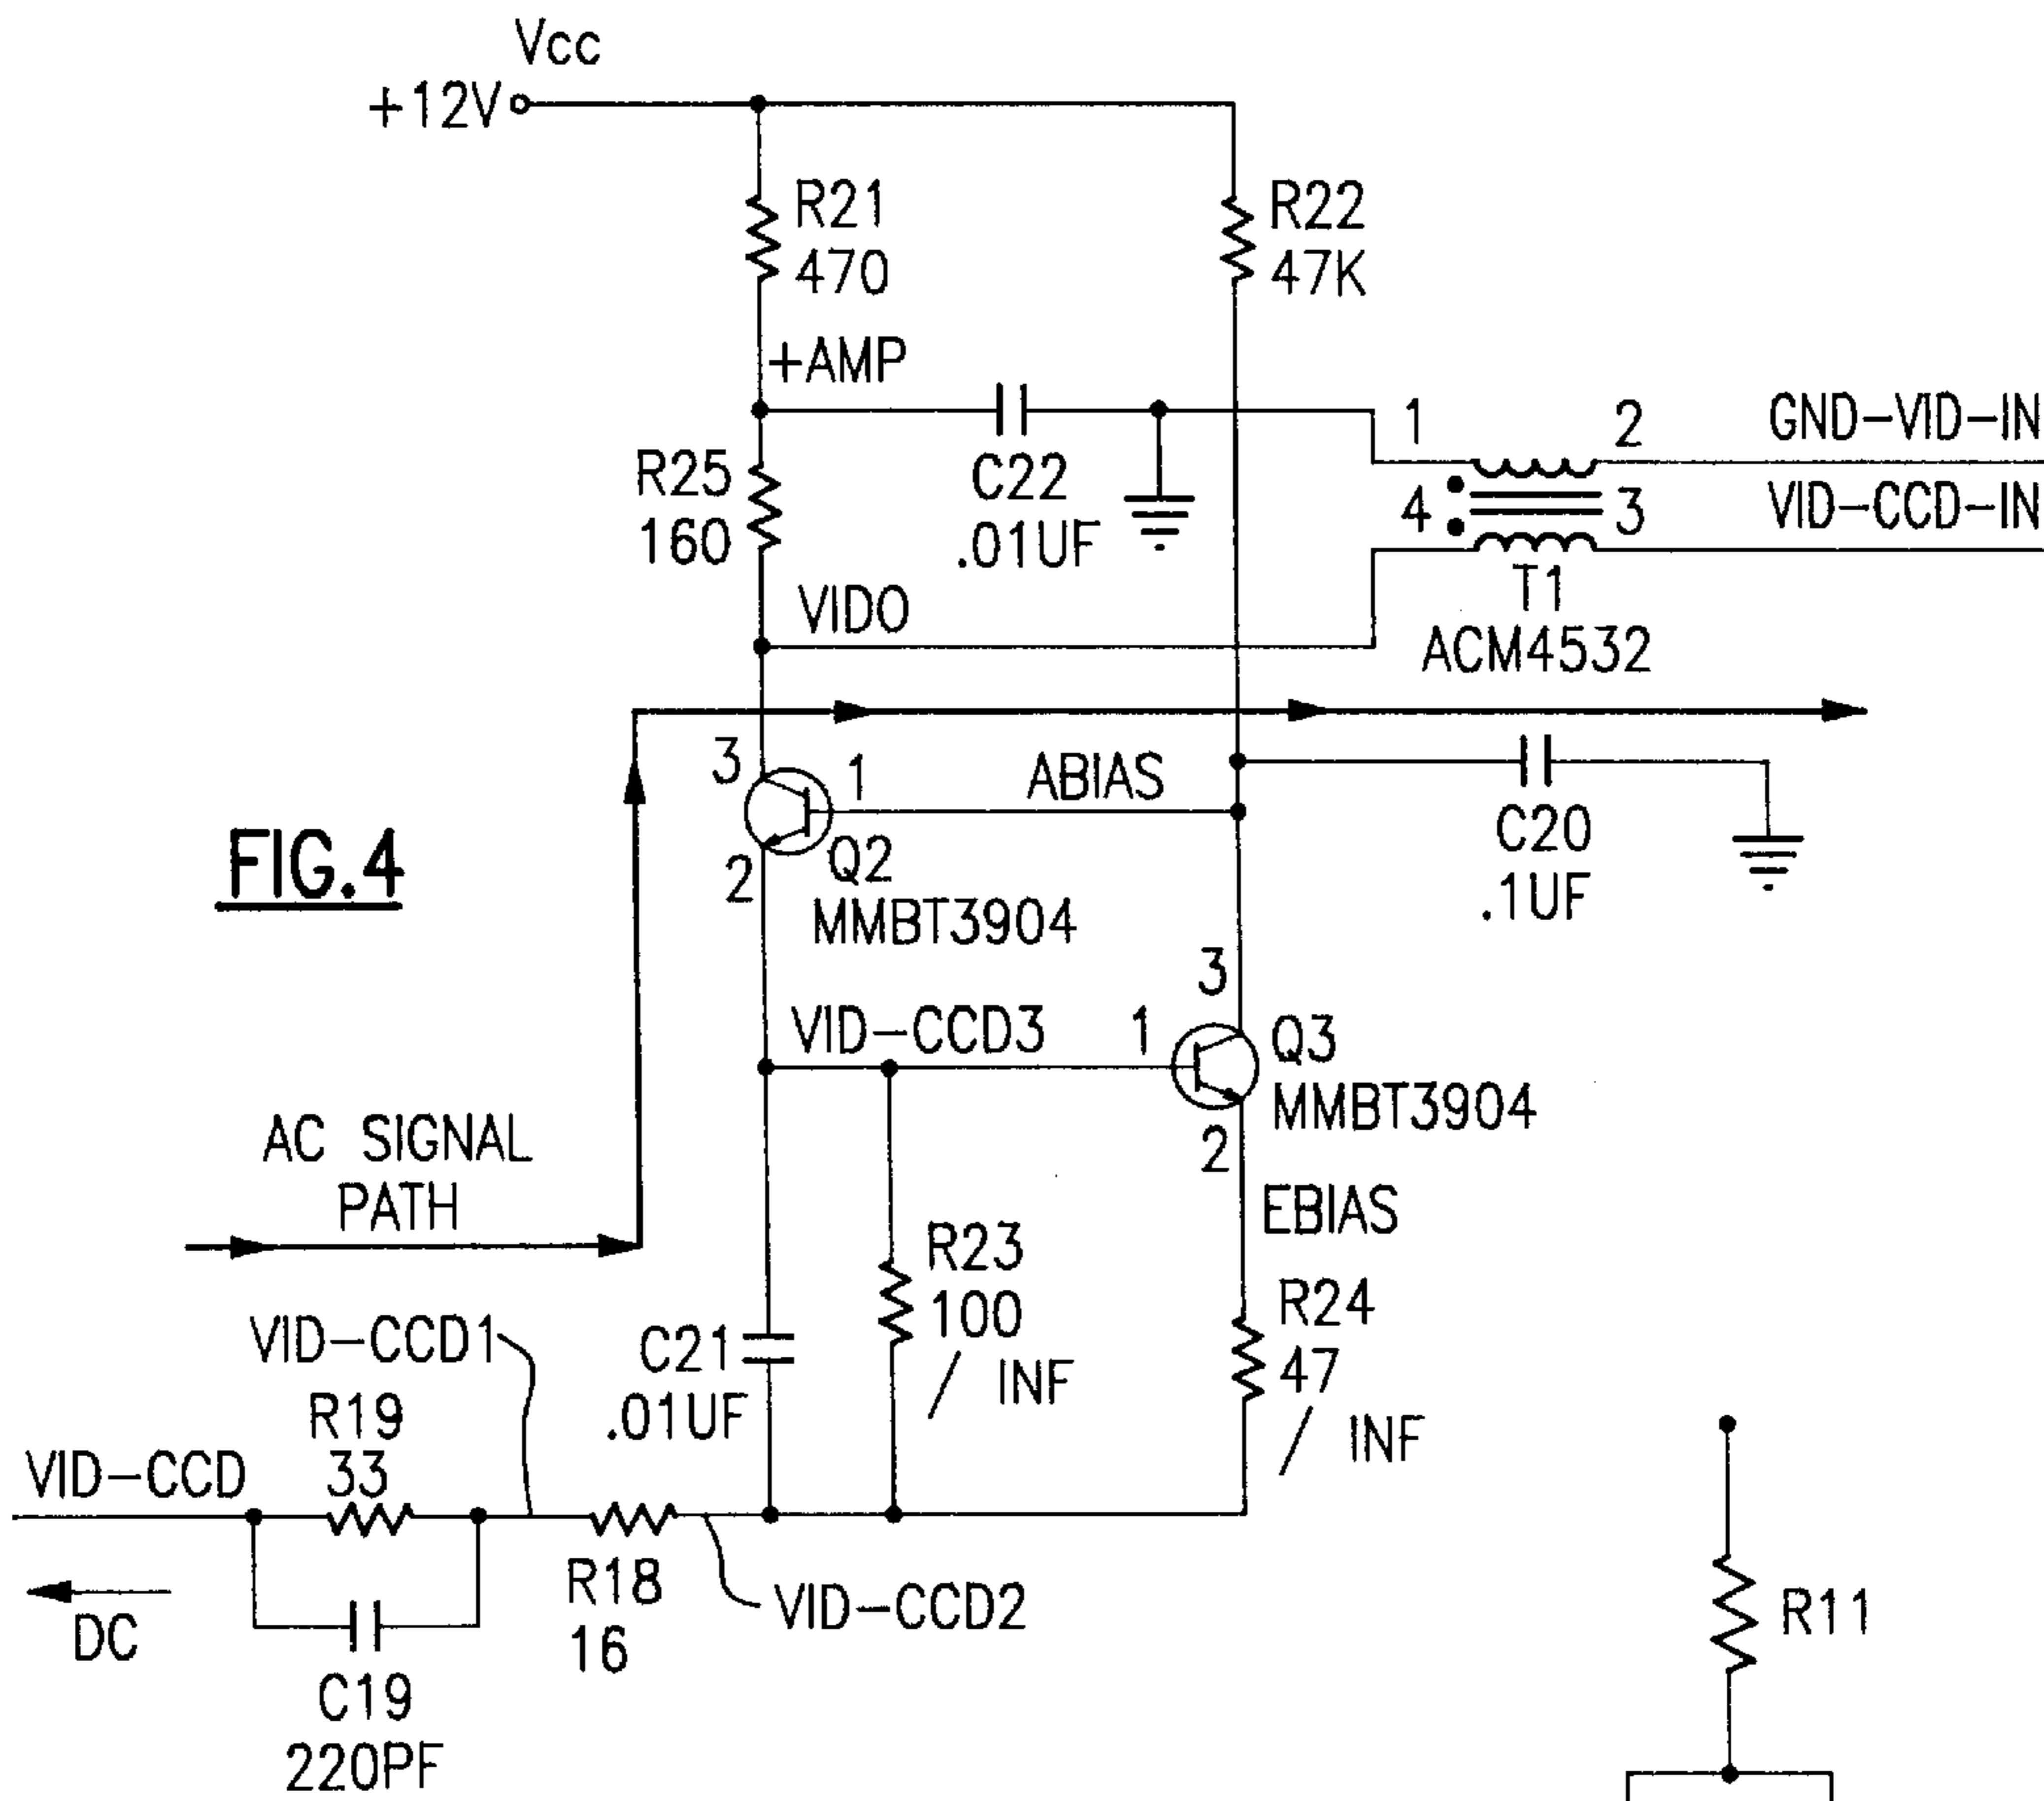 Vcc
+12V
R21
470
R22
47K
+AMP
1
2
GND-VID-IN
R25
160
C22
.01UF
4
3
VID-CCD-IN
T1
ACM4532
VIDO
3
1
ABIAS
C20
.1UF
FIG.4
2
Q2
MMBT3904
3
VID-CCD3
1
Q3
MMBT3904
2
AC SIGNAL
PATH
EBIAS
R23
100
/ INF
R24
47
/ INF
VID-CCD1
C21
.01UF
R19
33
VID-CCD
R18
16
VID-CCD2
DC
C19
220PF
R11